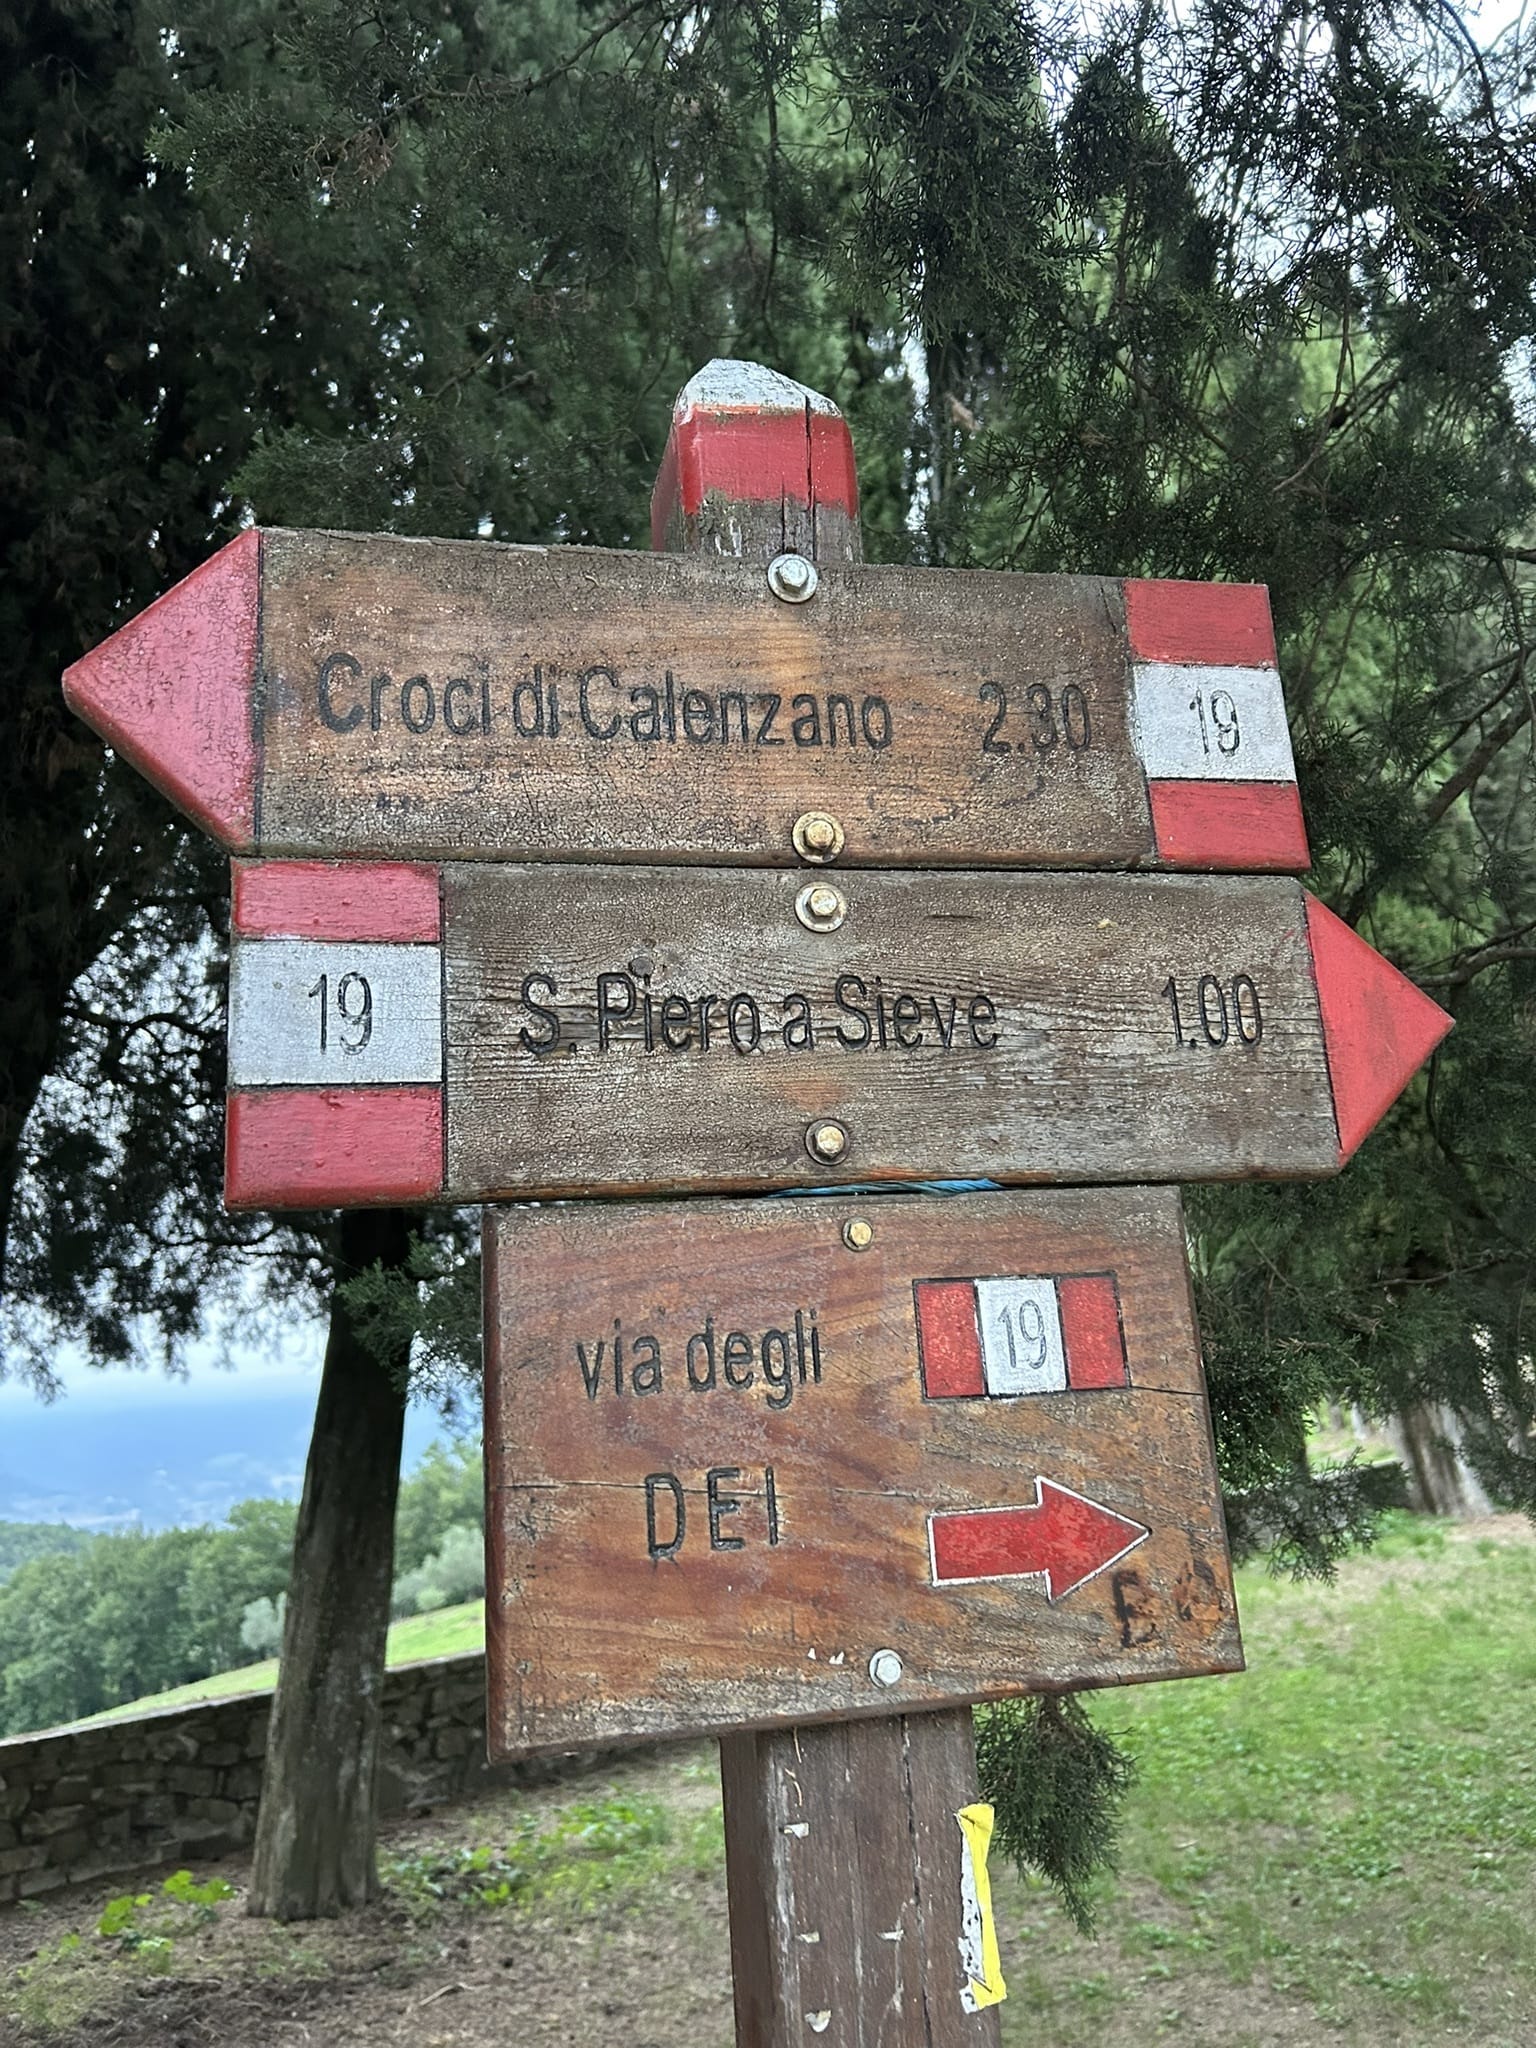 Croci di Calenzano 2.30 19
19 S. Piero a Sieve 1.00
via degli 19
DEI